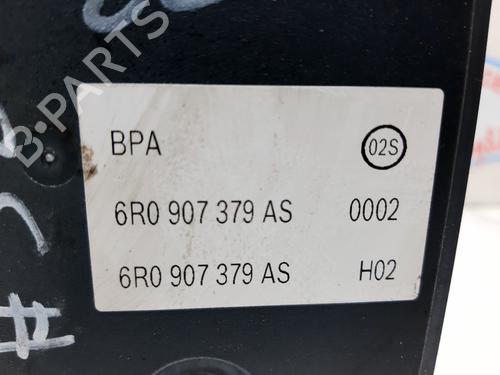 B-PARTS
BPA 02S
6R0 907 379 AS 0002
6R0 907 379 AS H02